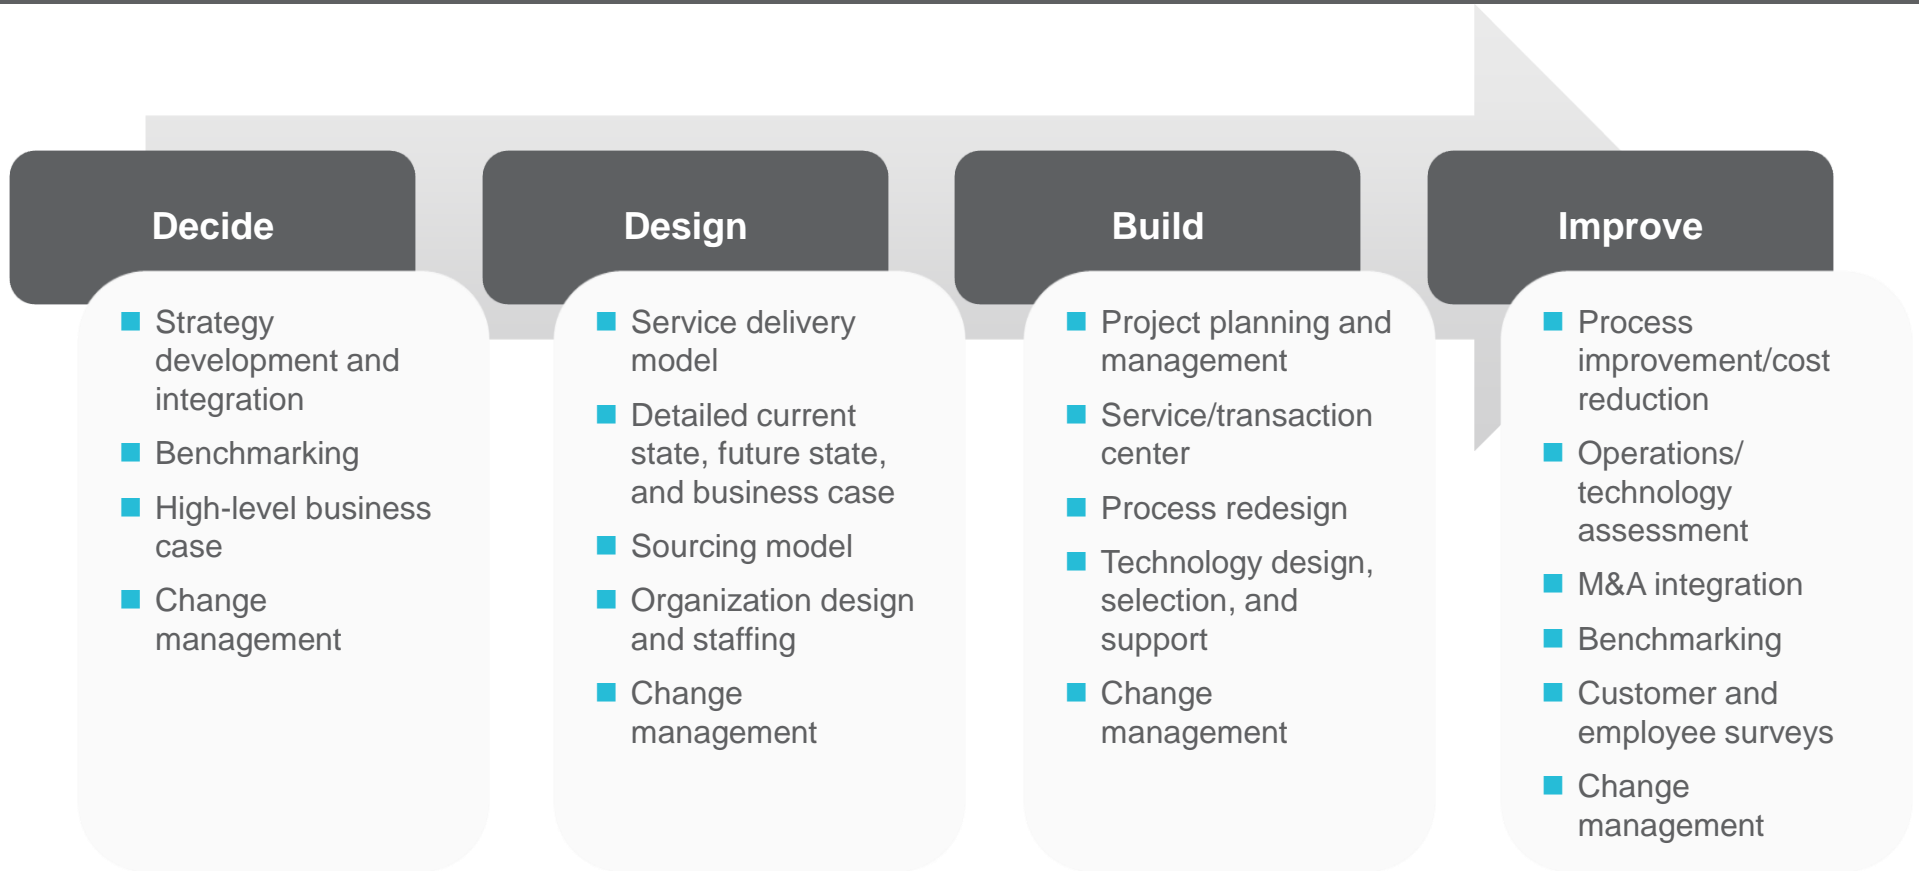 Decide
Strategy
development and
integration
Benchmarking
High-level business
case
Change
management
Design
Service delivery
model
Detailed current
state, future state,
and business case
Sourcing model
Organization design
and staffing
Change
management
Build
Project planning and
management
Service/transaction
center
Process redesign
Technology design,
selection, and
support
Change
management
Improve
Process
improvement/cost
reduction
Operations/
technology
assessment
M&A integration
Benchmarking
Customer and
employee surveys
Change
management